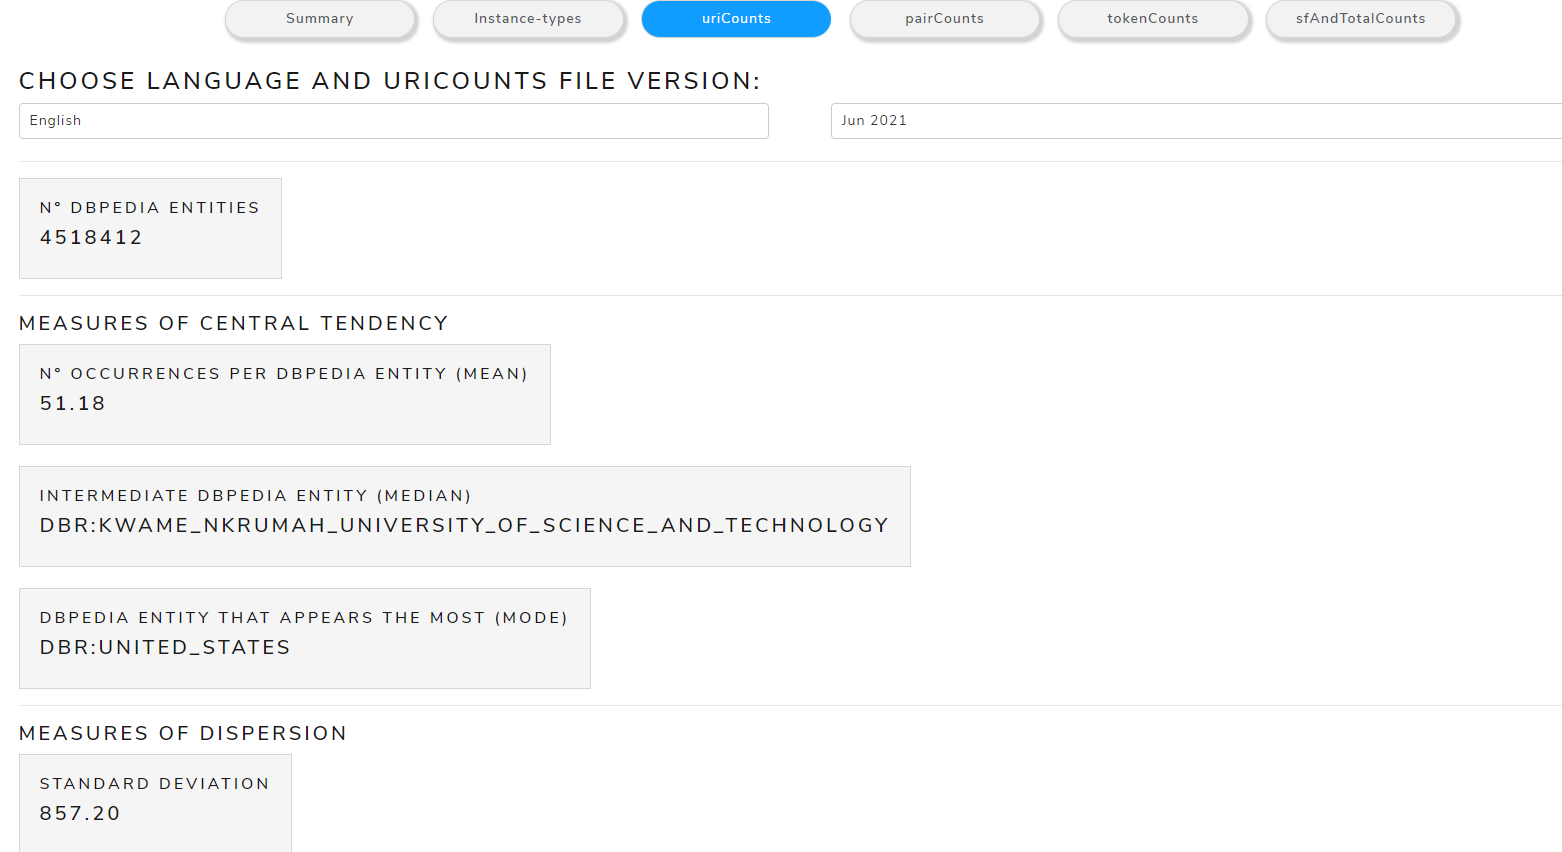 Summary
Instance-types
uriCounts
pairCounts
tokenCounts
sfAndTotalCounts
CHOOSE LANGUAGE AND URICOUNTS FILE VERSION:
English
Jun 2021
N° DBPEDIA ENTITIES
4518412
MEASURES OF CENTRAL TENDENCY
N° OCCURRENCES PER DBPEDIA ENTITY (MEAN)
51.18
INTERMEDIATE DBPEDIA ENTITY (MEDIAN)
DBR:KWAME_NKRUMAH_UNIVERSITY_OF_SCIENCE_AND_TECHNOLOGY
DBPEDIA ENTITY THAT APPEARS THE MOST (MODE)
DBR:UNITED_STATES
MEASURES OF DISPERSION
STANDARD DEVIATION
857.20